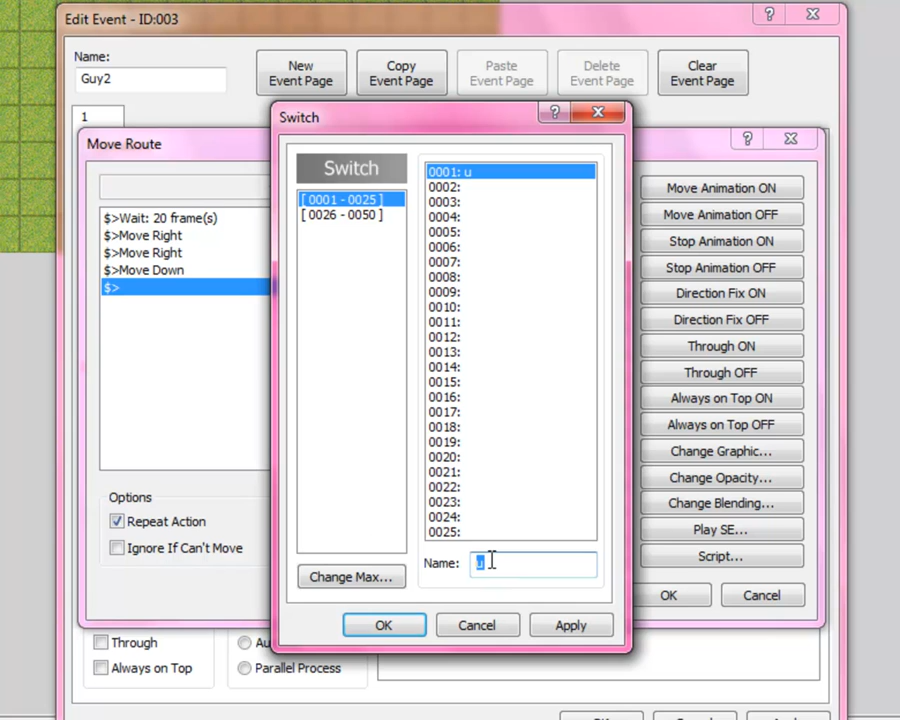 Edit Event - ID:003
Name:
Guy2
New
Event Page
Copy
Event Page
Paste
Event Page
Delete
Event Page
Clear
Event Page
1
Move Route
$>Wait: 20 frame(s)
$>Move Right
$>Move Right
$>Move Down
$>
Options
Repeat Action
Ignore If Can't Move
Switch
Switch
[ 0001 - 0025 ]
[ 0026 - 0050 ]
Change Max...
0001: u
0002:
0003:
0004:
0005:
0006:
0007:
0008:
0009:
0010:
0011:
0012:
0013:
0014:
0015:
0016:
0017:
0018:
0019:
0020:
0021:
0022:
0023:
0024:
0025:
Name: u
OK
Cancel
Apply
Move Animation ON
Move Animation OFF
Stop Animation ON
Stop Animation OFF
Direction Fix ON
Direction Fix OFF
Through ON
Through OFF
Always on Top ON
Always on Top OFF
Change Graphic...
Change Opacity...
Change Blending...
Play SE...
Script...
OK
Cancel
Through
Always on Top
Au
Parallel Process